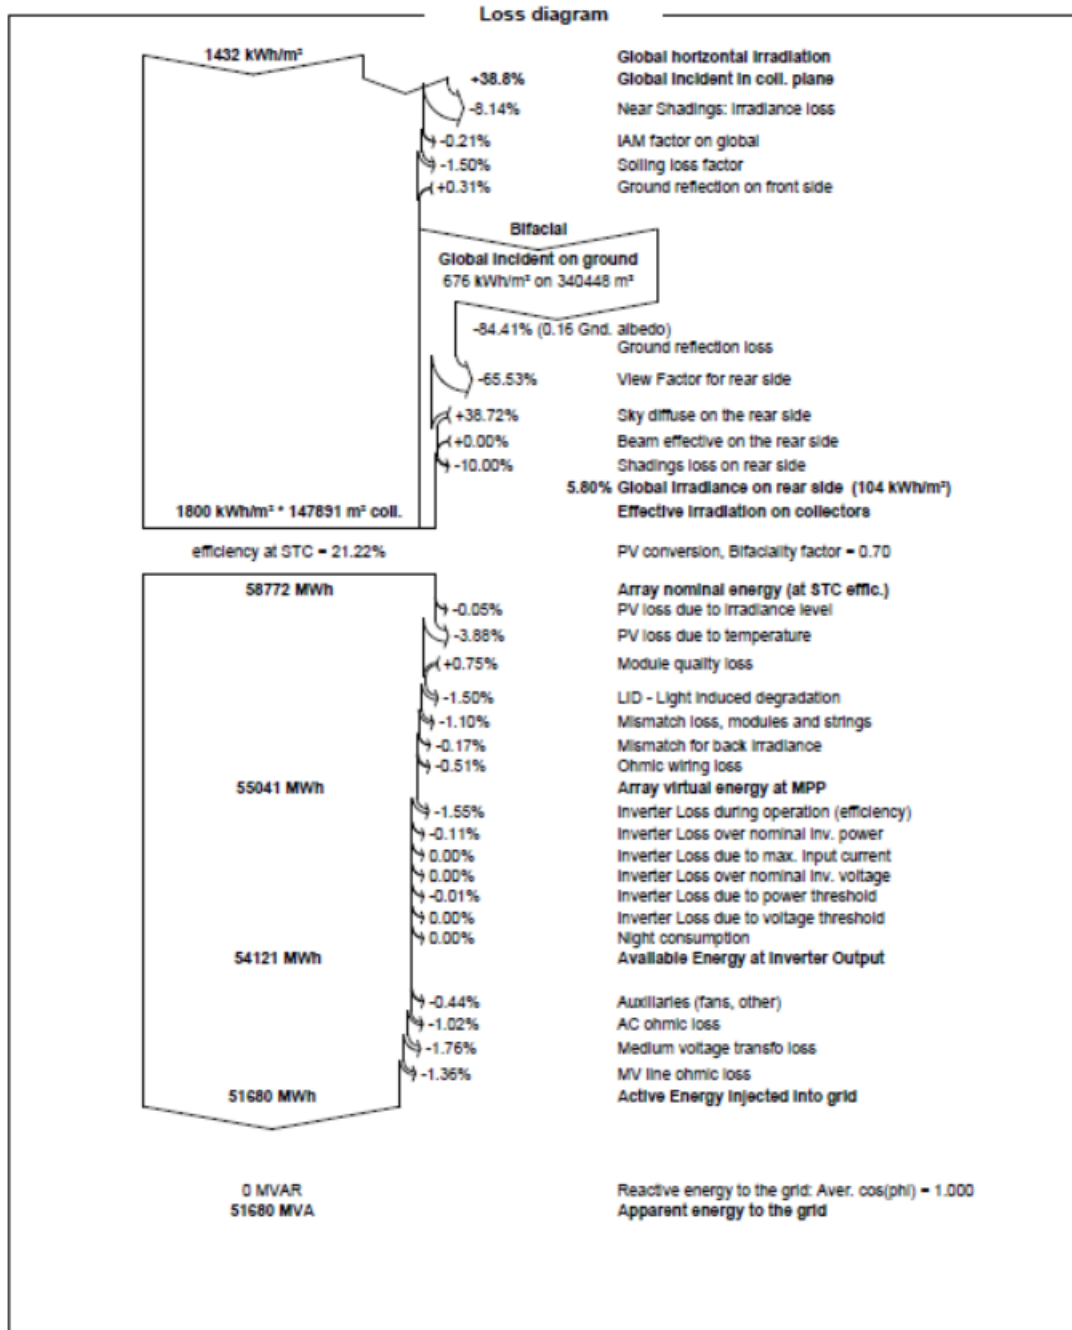 Loss diagram
1432 kWh/m² Global horizontal irradiation
+38.8% Global incident in coll. plane
-8.14% Near Shadings: irradiance loss
-0.21% IAM factor on global
-1.50% Soiling loss factor
+0.31% Ground reflection on front side
Bifacial
Global incident on ground
676 kWh/m² on 340448 m²
-84.41% (0.16 Gnd. albedo)
Ground reflection loss
-65.53% View Factor for rear side
+38.72% Sky diffuse on the rear side
+0.00% Beam effective on the rear side
-10.00% Shadings loss on rear side
5.80% Global Irradiance on rear side (104 kWh/m²)
1800 kWh/m² * 147891 m² coll. Effective irradiation on collectors
efficiency at STC = 21.22% PV conversion, Bifaciality factor = 0.70
58772 MWh Array nominal energy (at STC effic.)
-0.05% PV loss due to irradiance level
-3.88% PV loss due to temperature
+0.75% Module quality loss
-1.50% LID - Light induced degradation
-1.10% Mismatch loss, modules and strings
-0.17% Mismatch for back irradiance
-0.51% Ohmic wiring loss
55041 MWh Array virtual energy at MPP
-1.55% Inverter Loss during operation (efficiency)
-0.11% Inverter Loss over nominal inv. power
0.00% Inverter Loss due to max. input current
0.00% Inverter Loss over nominal inv. voltage
-0.01% Inverter Loss due to power threshold
0.00% Inverter Loss due to voltage threshold
0.00% Night consumption
54121 MWh Available Energy at Inverter Output
-0.44% Auxiliaries (fans, other)
-1.02% AC ohmic loss
-1.76% Medium voltage transfo loss
-1.36% MV line ohmic loss
51680 MWh Active Energy injected into grid
0 MVAR Reactive energy to the grid: Aver. cos(phi) = 1.000
51680 MVA Apparent energy to the grid